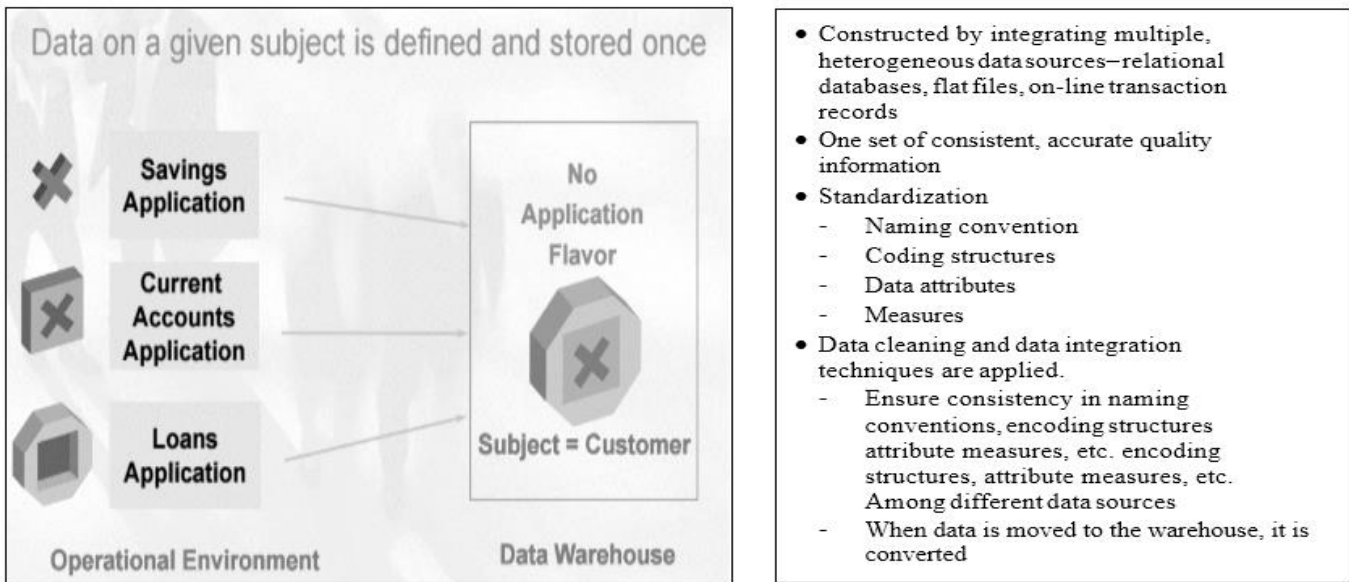 Data on a given subject is defined and stored once
Savings
Application
Current
Accounts
Application
Loans
Application
Operational Environment
No
Application
Flavor
Subject = Customer
Data Warehouse
• Constructed by integrating multiple,
heterogeneous data sources–relational
databases, flat files, on-line transaction
records
• One set of consistent, accurate quality
information
• Standardization
- Naming convention
- Coding structures
- Data attributes
- Measures
• Data cleaning and data integration
techniques are applied.
- Ensure consistency in naming
conventions, encoding structures
attribute measures, etc. encoding
structures, attribute measures, etc.
Among different data sources
- When data is moved to the warehouse, it is
converted